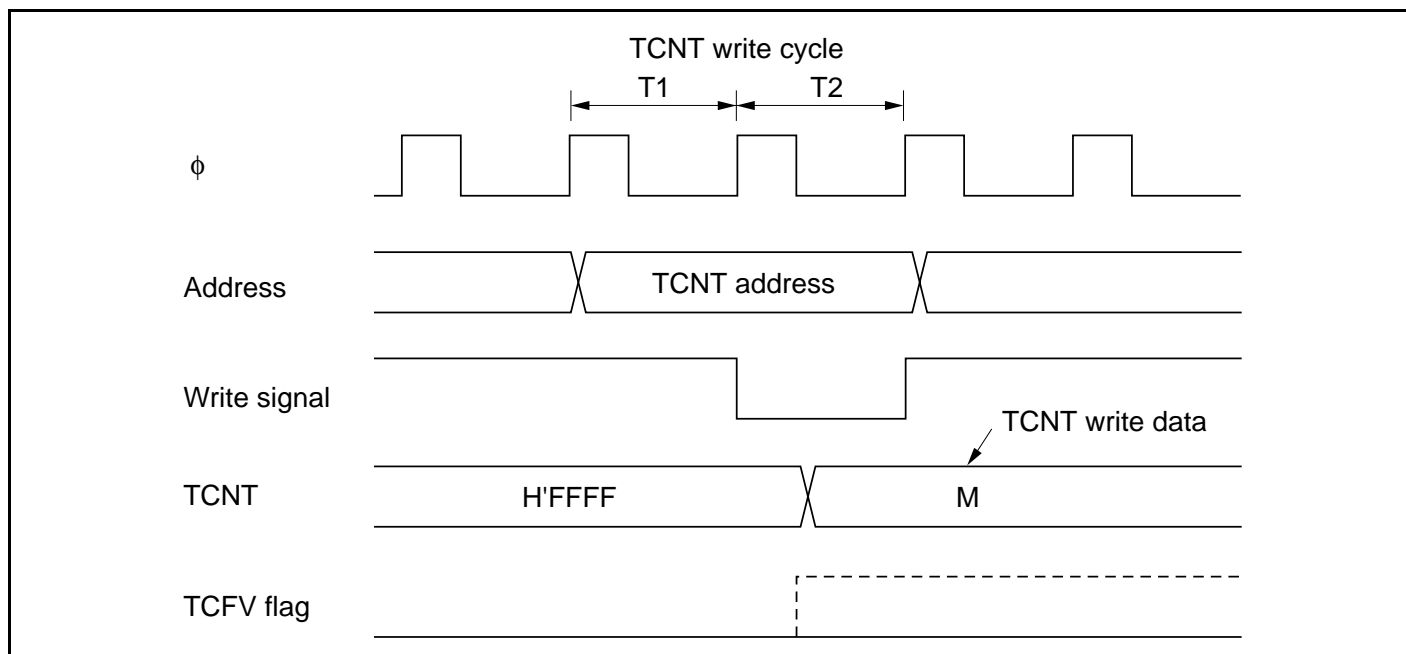 TCNT write cycle
T1 T2
ϕ
Address TCNT address
Write signal
TCNT write data
TCNT H'FFFF M
TCFV flag